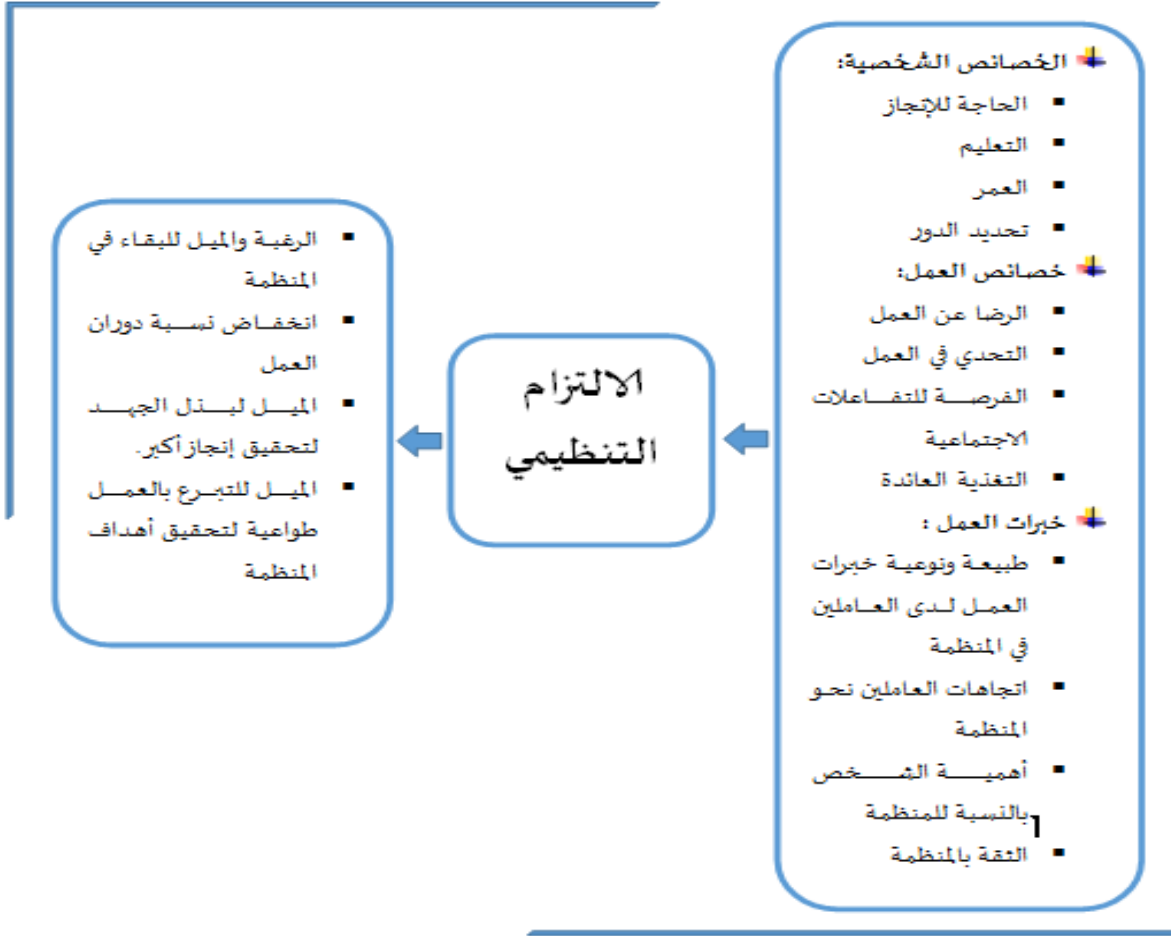 الخصائص الشخصية:
الحاجة للإنجاز
التعليم
العمر
تحديد الدور
خصائص العمل:
الرضا عن العمل
التحدي في العمل
الفرصة للتفاعلات
الاجتماعية
التغذية العائدة
خبرات العمل :
طبيعة ونوعية خبرات
العمل لدى العاملين
في المنظمة
اتجاهات العاملين نحو
المنظمة
أهمية الشخص
بالنسبة للمنظمة
1
الثقة بالمنظمة
الالتزام
التنظيمي
الرغبة والميل للبقاء في
المنظمة
انخفاض نسبة دوران
العمل
الميل لبذل الجهد
لتحقيق إنجاز أكبر.
الميل للتبرع بالعمل
طواعية لتحقيق أهداف
المنظمة